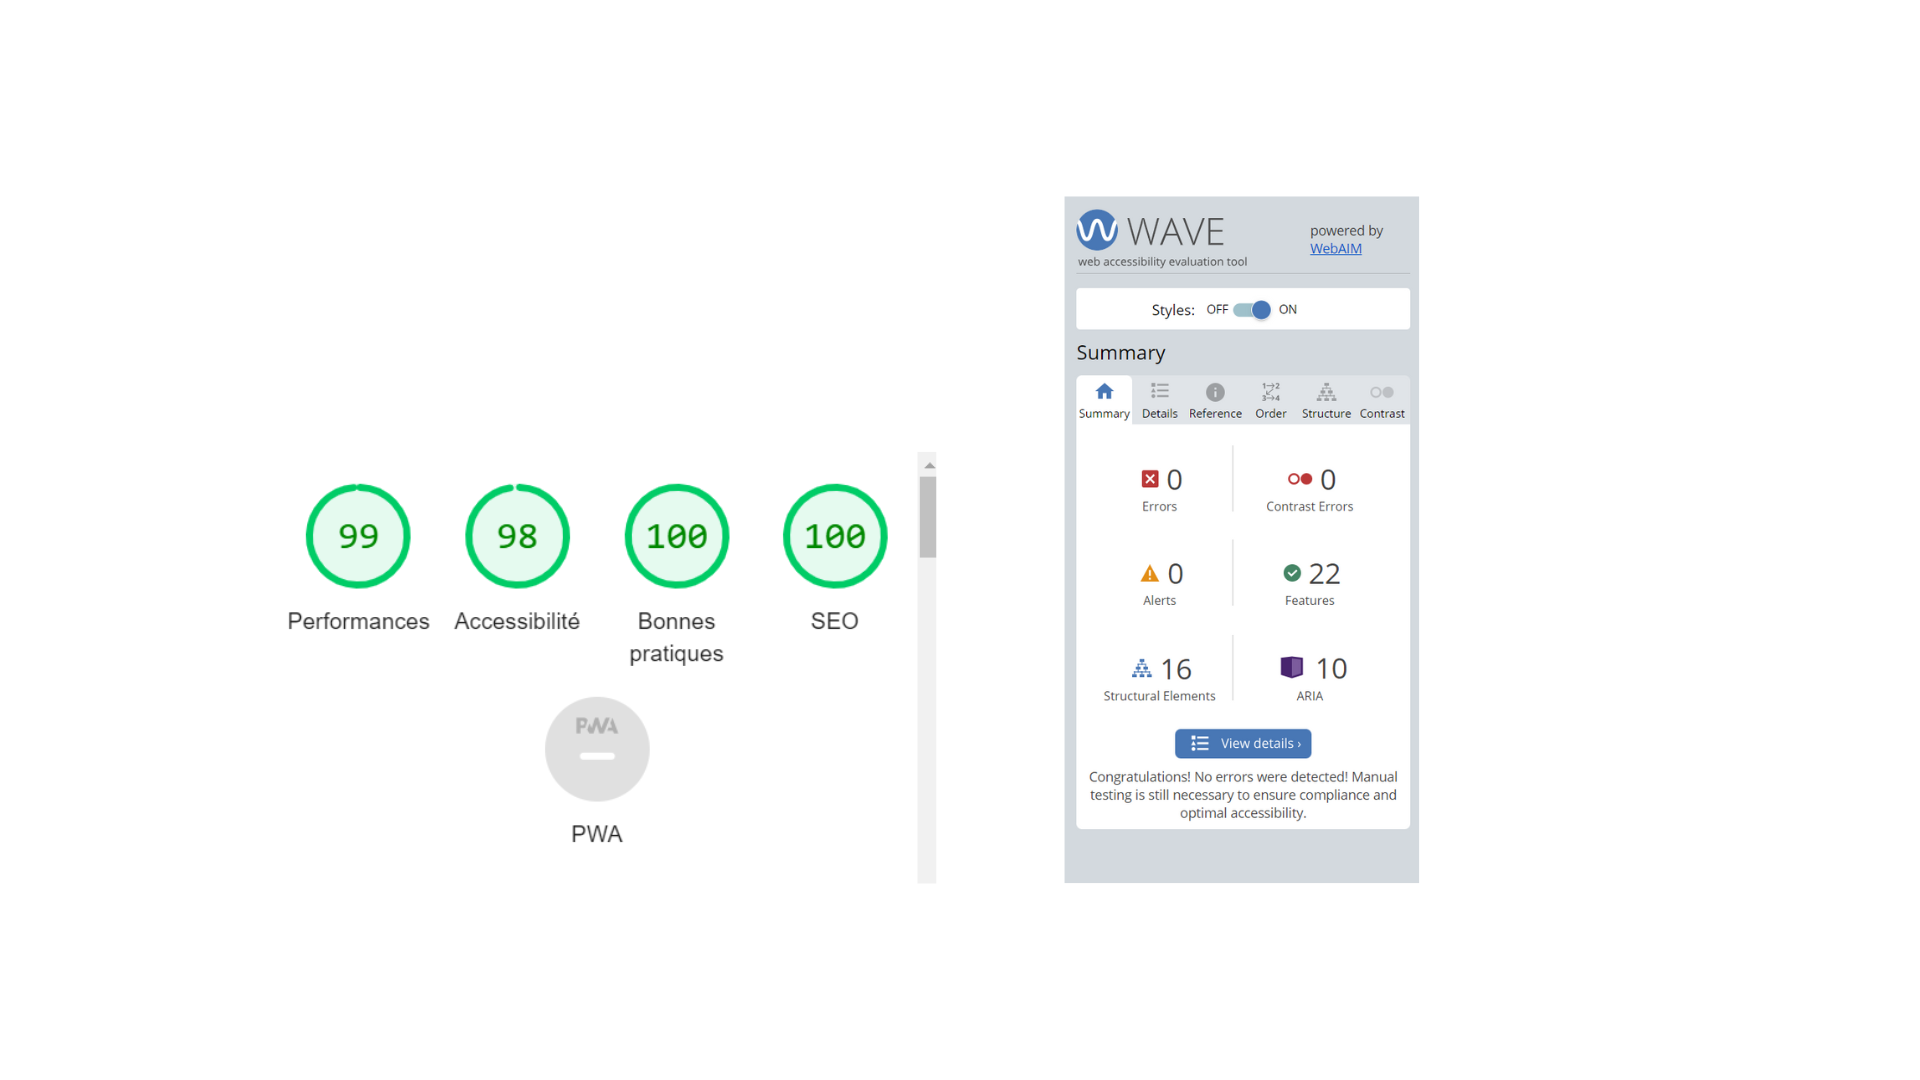 99
98
100
100
Performances
Accessibilité
Bonnes
pratiques
SEO
PWA
PWA
WAVE
web accessibility evaluation tool
powered by
WebAIM
Styles: OFF ON
Summary
Summary
Details
Reference
Order
Structure
Contrast
0
Errors
0
Contrast Errors
0
Alerts
22
Features
16
Structural Elements
10
ARIA
View details ›
Congratulations! No errors were detected! Manual
testing is still necessary to ensure compliance and
optimal accessibility.